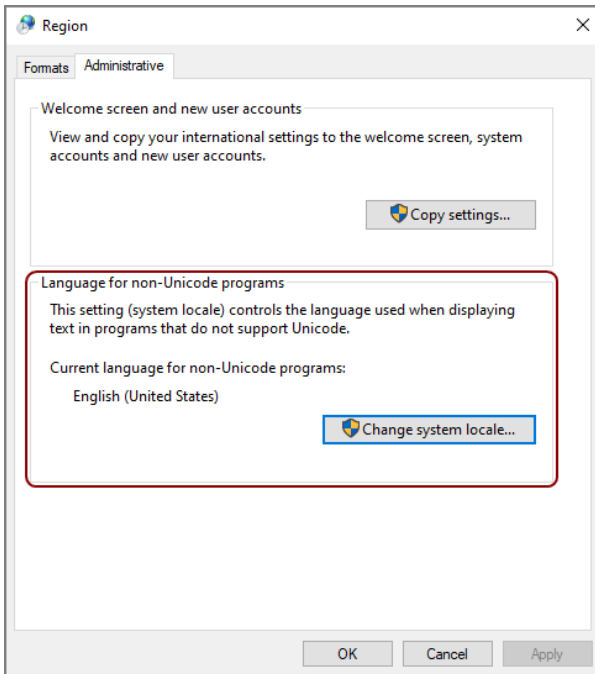 Region
Formats
Administrative
Welcome screen and new user accounts
View and copy your international settings to the welcome screen, system
accounts and new user accounts.
Copy settings...
Language for non-Unicode programs
This setting (system locale) controls the language used when displaying
text in programs that do not support Unicode.
Current language for non-Unicode programs:
English (United States)
Change system locale...
OK
Cancel
Apply